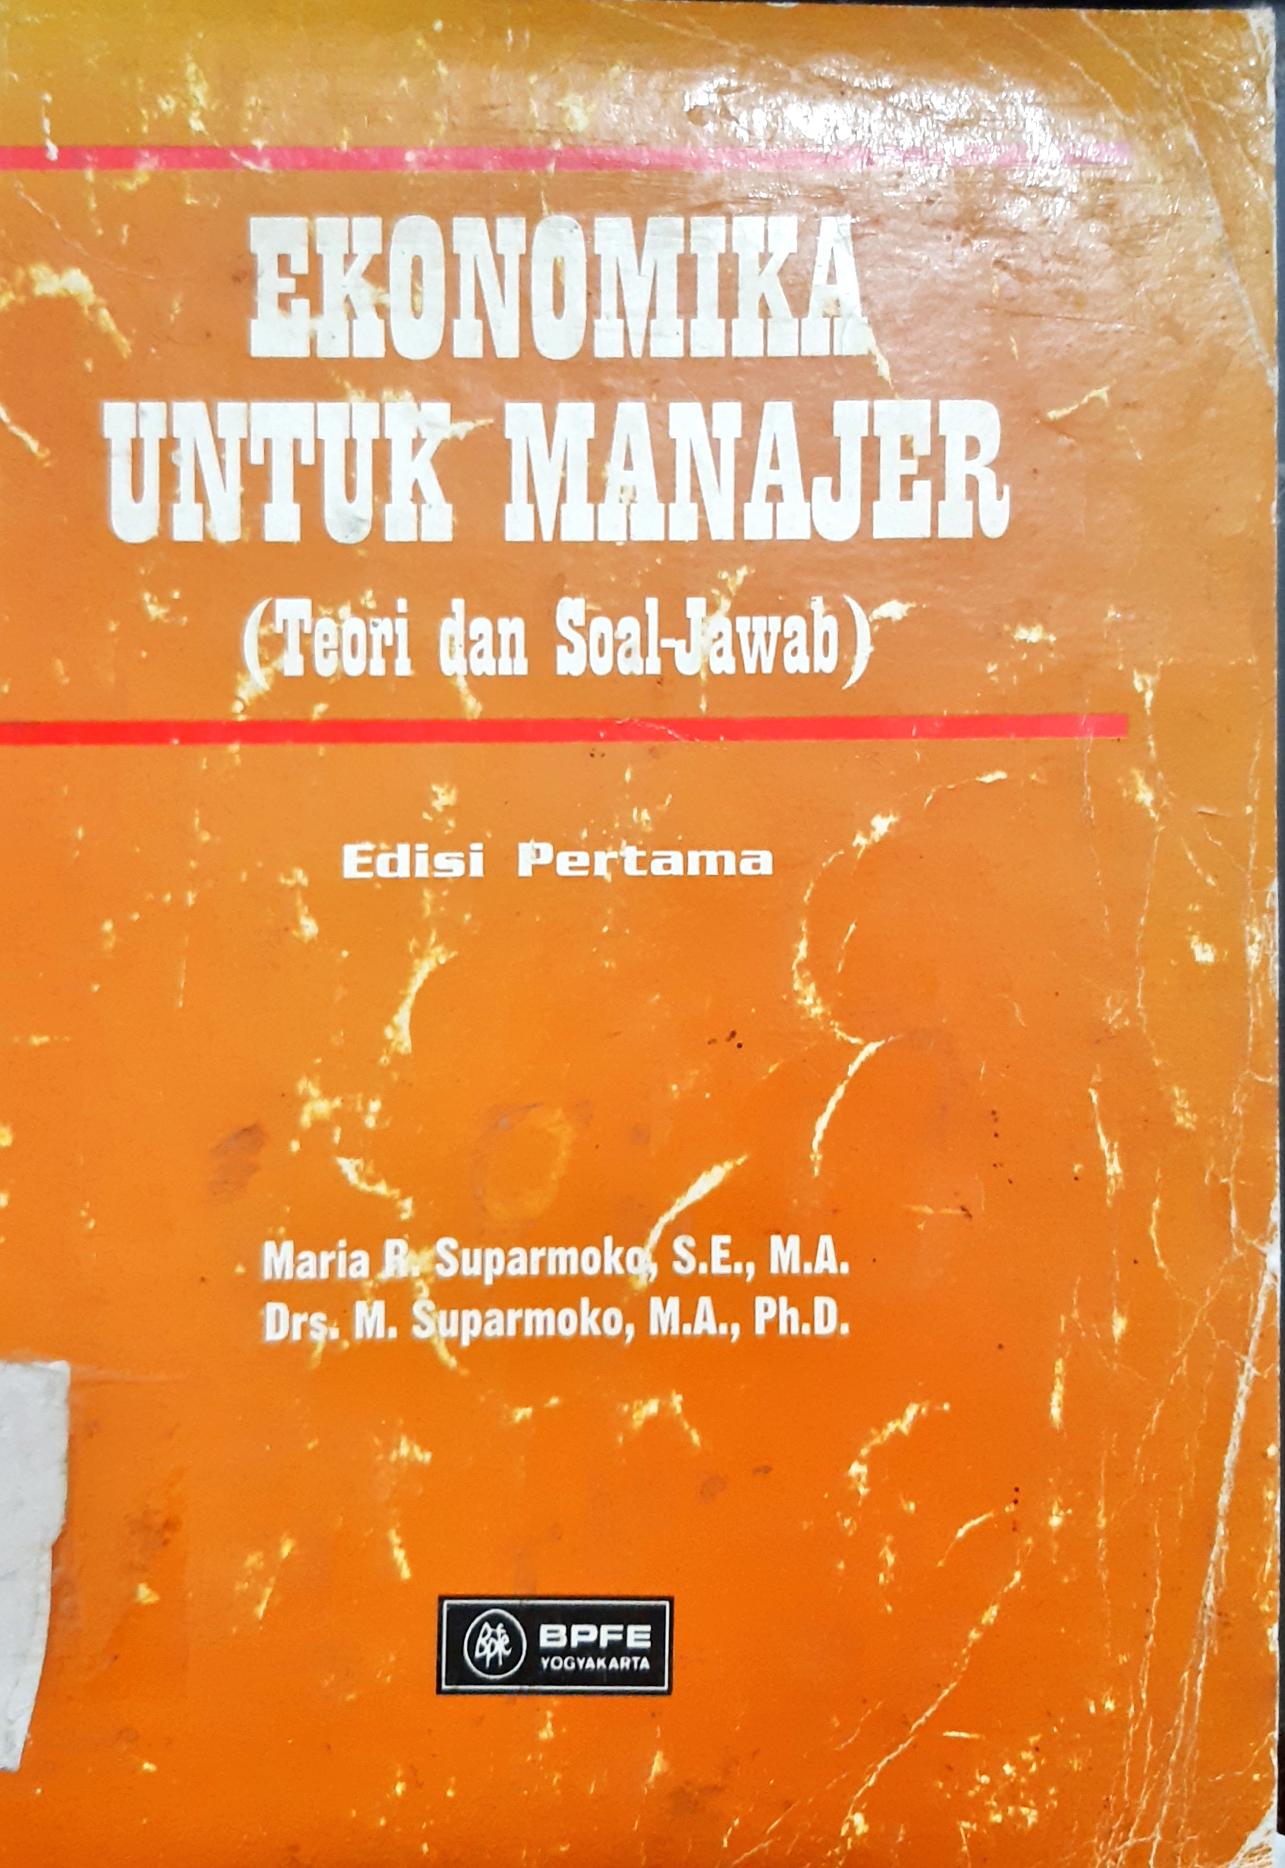 EKONOMIKA
UNTUK MANAJER
(Teori dan Soal-Jawab)
Edisi Pertama
Maria R. Suparmoko, S.E., M.A.
Drs. M. Suparmoko, M.A., Ph.D.
BPFE
YOGYAKARTA